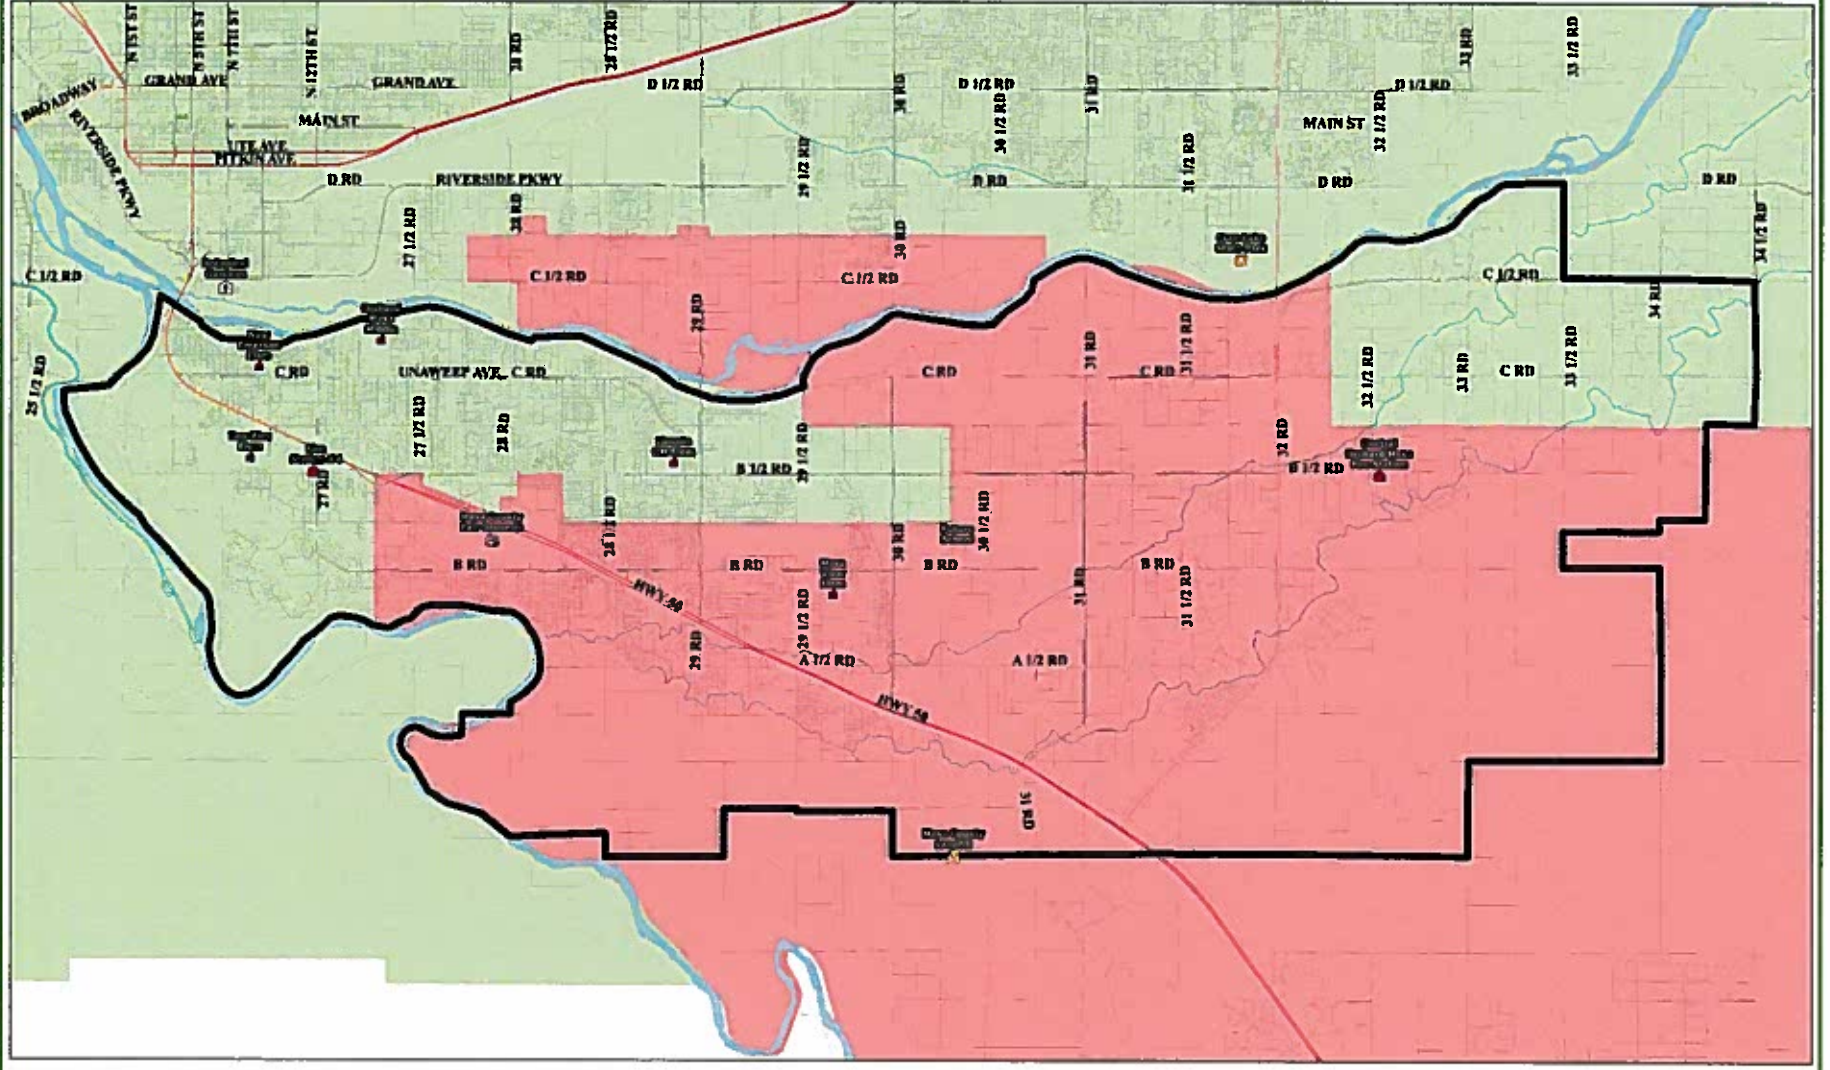 N 1ST ST
N 5TH ST
N 7TH ST
N 12TH ST
28 RD
28 1/2 RD
33 RD
33 1/2 RD
BROADWAY
GRAND AVE
GRAND AVE
D 1/2 RD
30 RD
D 1/2 RD
31 RD
D 1/2 RD
RIVERSIDE PKWY
MAIN ST
30 1/2 RD
MAIN ST
32 1/2 RD
UTE AVE
PITKIN AVE
29 1/2 RD
31 1/2 RD
D RD
RIVERSIDE PKWY
D RD
D RD
D RD
27 1/2 RD
28 RD
30 RD
34 1/2 RD
C 1/2 RD
C 1/2 RD
C 1/2 RD
C 1/2 RD
29 RD
34 RD
25 1/2 RD
C RD
UNAWEEP AVE
C RD
C RD
31 RD
C RD
31 1/2 RD
32 1/2 RD
33 RD
C RD
33 1/2 RD
27 1/2 RD
28 RD
32 RD
27 RD
B 1/2 RD
29 1/2 RD
B 1/2 RD
28 1/2 RD
30 RD
30 1/2 RD
B RD
B RD
B RD
B RD
HWY 50
29 1/2 RD
31 RD
31 1/2 RD
29 RD
A 1/2 RD
A 1/2 RD
HWY 50
31 RD